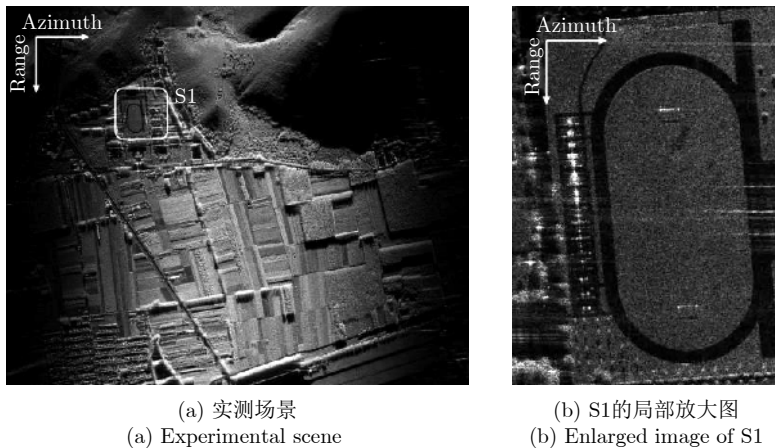 Azimuth
Range
S1
Azimuth
Range
(a) 实测场景
(a) Experimental scene
(b) S1的局部放大图
(b) Enlarged image of S1